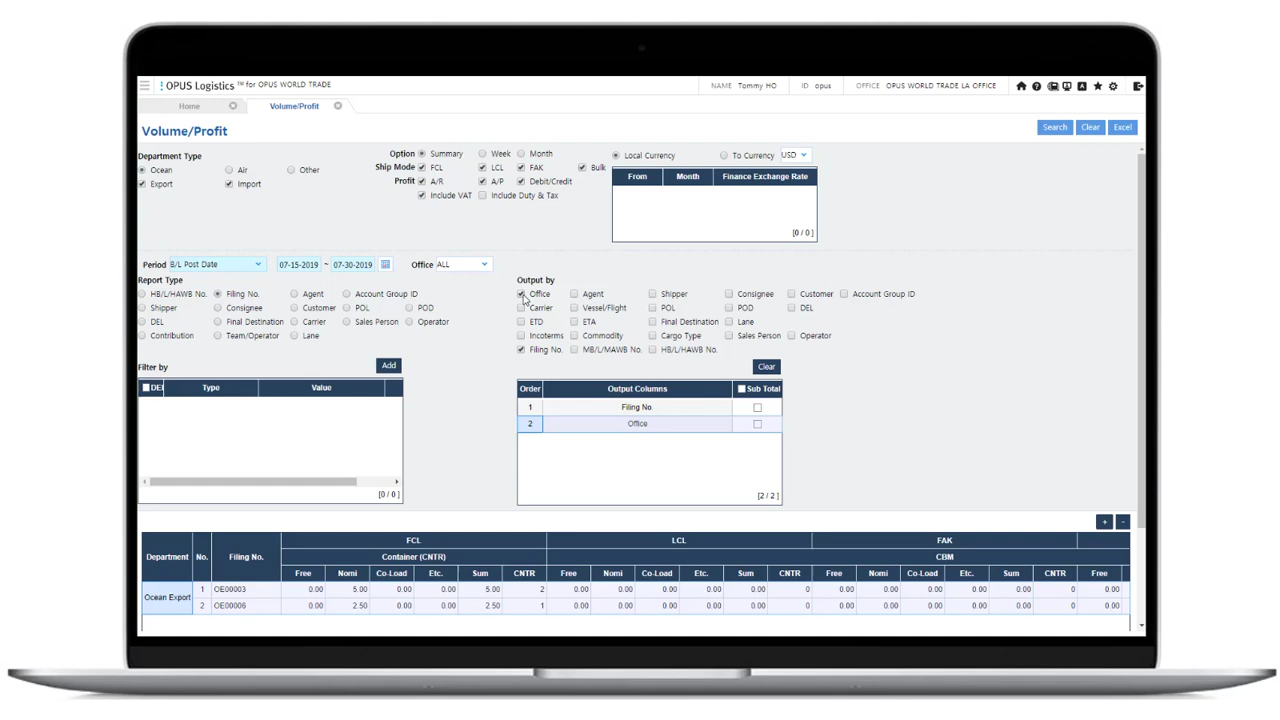 OPUS Logistics ™ for OPUS WORLD TRADE NAME Tommy HO ID opus OFFICE OPUS WORLD TRADE LA OFFICE
Home Volume/Profit
Volume/Profit Search Clear Excel
Department Type Option Summary Week Month Local Currency To Currency USD
Ocean Air Other Ship Mode FCL LCL FAK Bulk
Export Import Profit A/R A/P Debit/Credit From Month Finance Exchange Rate
Include VAT Include Duty & Tax
[0 / 0 ]
Period B/L Post Date 07-15-2019 ~ 07-30-2019 Office ALL
Report Type Output by
HB/L/HAWB No. Filing No. Agent Account Group ID Office Agent Shipper Consignee Customer Account Group ID
Shipper Consignee Customer POL POD Carrier Vessel/Flight POL POD DEL
DEL Final Destination Carrier Sales Person Operator ETD ETA Final Destination Lane
Contribution Team/Operator Lane Incoterms Commodity Cargo Type Sales Person Operator
Filing No. MB/L/MAWB No. HB/L/HAWB No.
Filter by Add Clear
DEL Type Value Order Output Columns Sub Total
1 Filing No.
2 Office
[0 / 0 ] [2 / 2 ]
+ -
Department No. Filing No. FCL LCL FAK
Container (CNTR) CBM
Free Nomi Co-Load Etc. Sum CNTR Free Nomi Co-Load Etc. Sum CNTR Free Nomi Co-Load Etc. Sum CNTR Free
Ocean Export 1 OE00003 0.00 5.00 0.00 0.00 5.00 2 0.00 0.00 0.00 0.00 0.00 0 0.00 0.00 0.00 0.00 0.00 0 0.00
2 OE00006 0.00 2.50 0.00 0.00 2.50 1 0.00 0.00 0.00 0.00 0.00 0 0.00 0.00 0.00 0.00 0.00 0 0.00